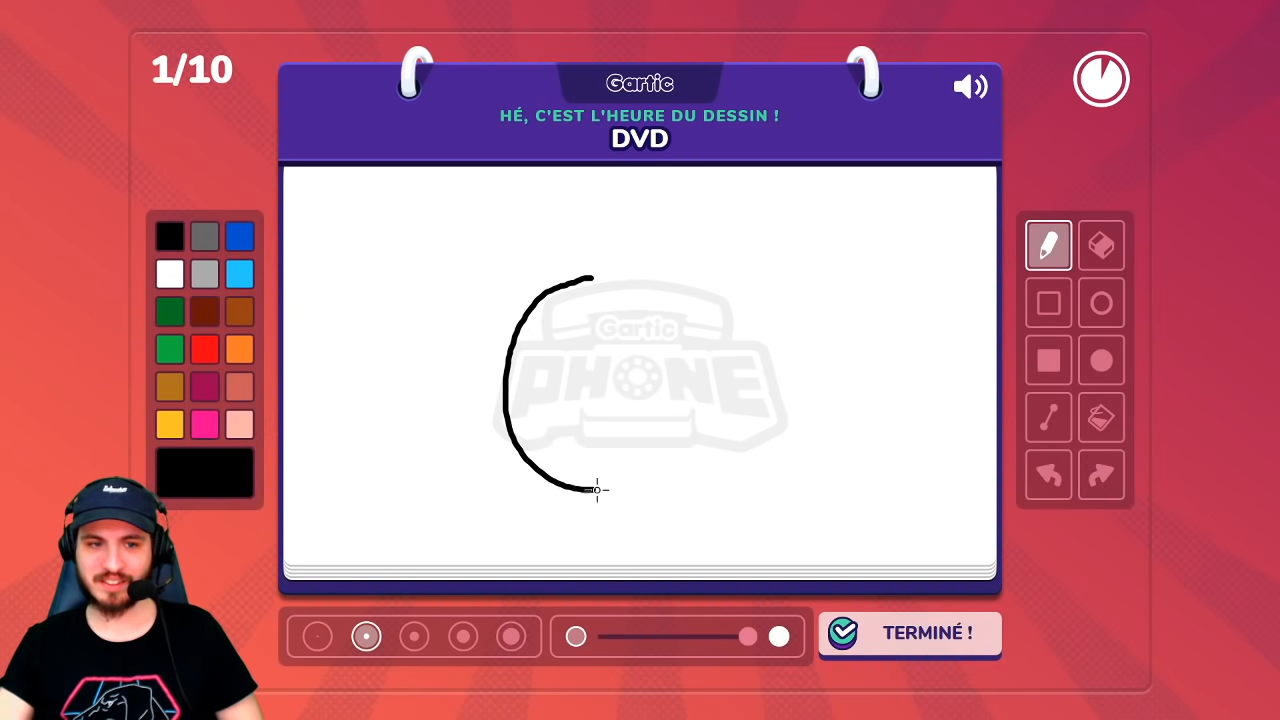 1/10
Gartic
HÉ, C'EST L'HEURE DU DESSIN !
DVD
Gartic
PHONE
TERMINÉ !